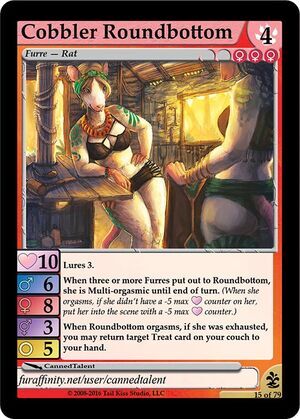 Cobbler Roundbottom
4
Furre — Rat
10
6
8
3
5
Lures 3.
When three or more Furres put out to Roundbottom,
she is Multi-orgasmic until end of turn. (When she
orgasms, if she didn't have a -5 max counter on her,
put her into the scene with a -5 max counter.)
When Roundbottom orgasms, if she was exhausted,
you may return target Treat card on your couch to
your hand.
CannedTalent
furaffinity.net/user/cannedtalent
© 2008-2016 Tail Kiss Studio, LLC
15 of 79